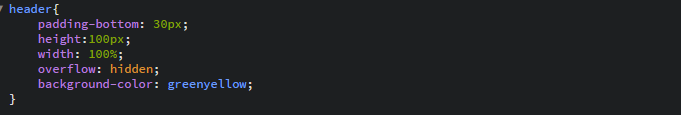 header{
padding-bottom: 30px;
height:100px;
width: 100%;
overflow: hidden;
background-color: greenyellow;
}